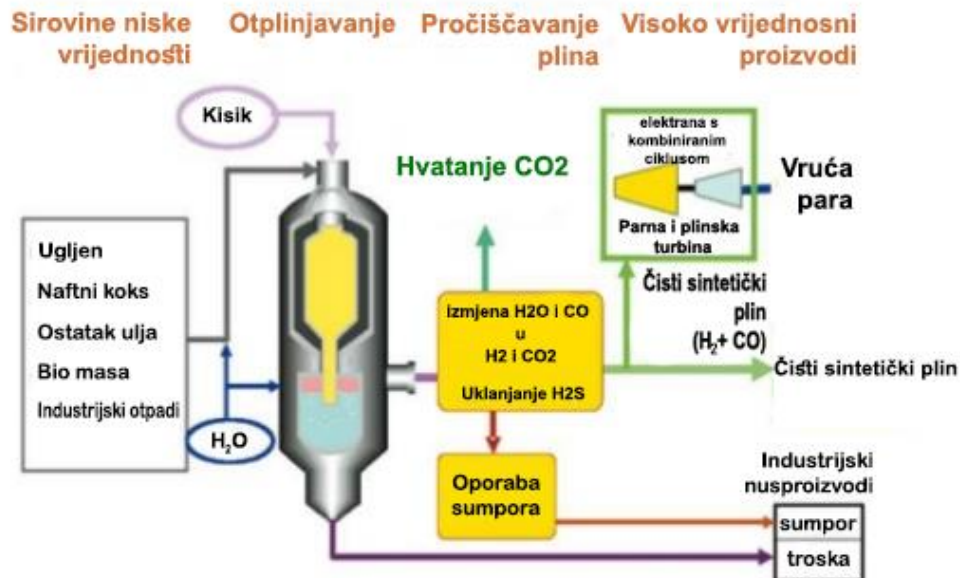 Sirovine niske
vrijednosti
Otplinjavanje
Pročiščavanje
plina
Visoko vrijednosni
proizvodi
Kisik
Ugljen
Naftni koks
Ostatak ulja
Bio masa
Industrijski otpadi
H₂O
Hvatanje CO2
izmjena H2O i CO
u
H2 i CO2
Uklanjanje H2S
Oporaba
sumpora
elektrana s
kombiniranim
ciklusom
Parna i plinska
turbina
Vruća
para
Čisti sintetički
plin
(H₂+ CO)
Čisti sintetički plin
Industrijski
nusproizvodi
sumpor
troska